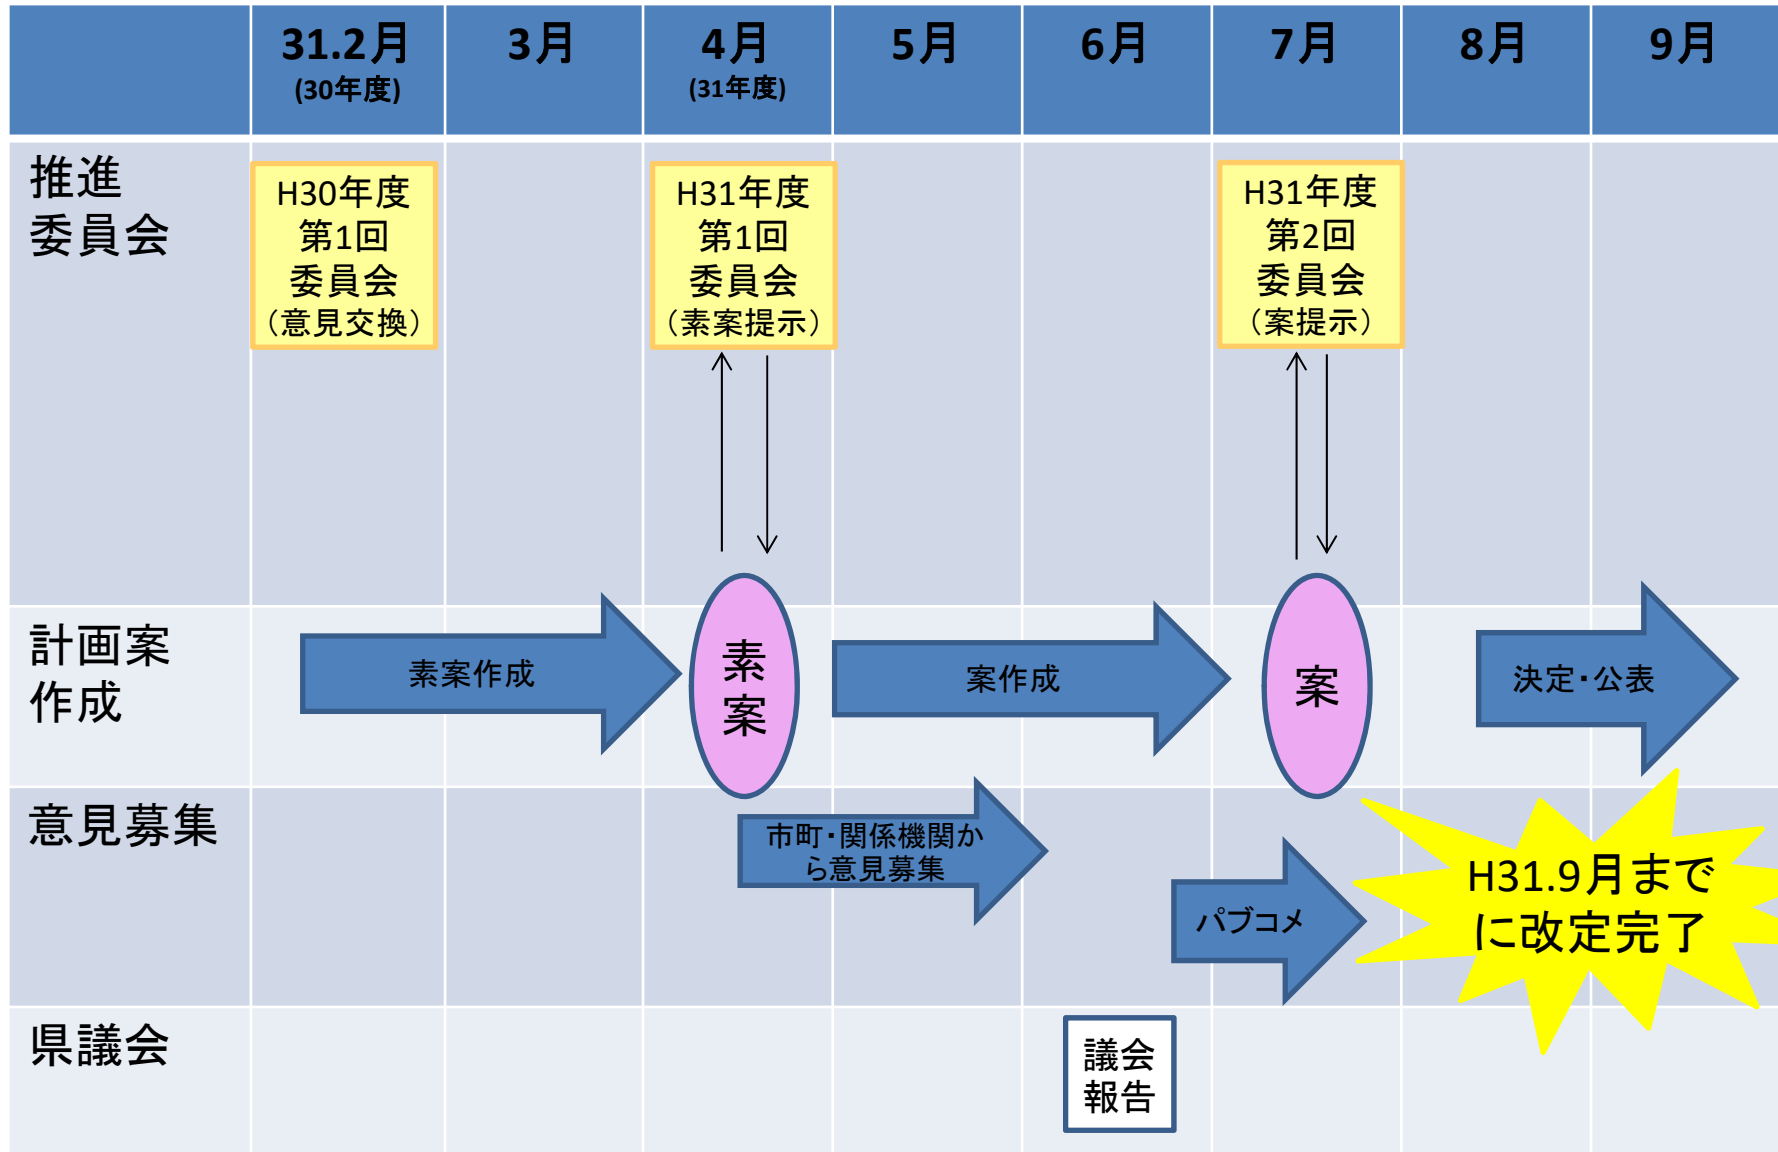 31.2月
(30年度)
3月
4月
(31年度)
5月
6月
7月
8月
9月
推進
委員会
H30年度
第1回
委員会
（意見交換）
H31年度
第1回
委員会
（素案提示）
H31年度
第2回
委員会
（案提示）
計画案
作成
素案作成
素
案
案作成
案
決定・公表
意見募集
市町・関係機関か
ら意見募集
パブコメ
H31.9月まで
に改定完了
県議会
議会
報告